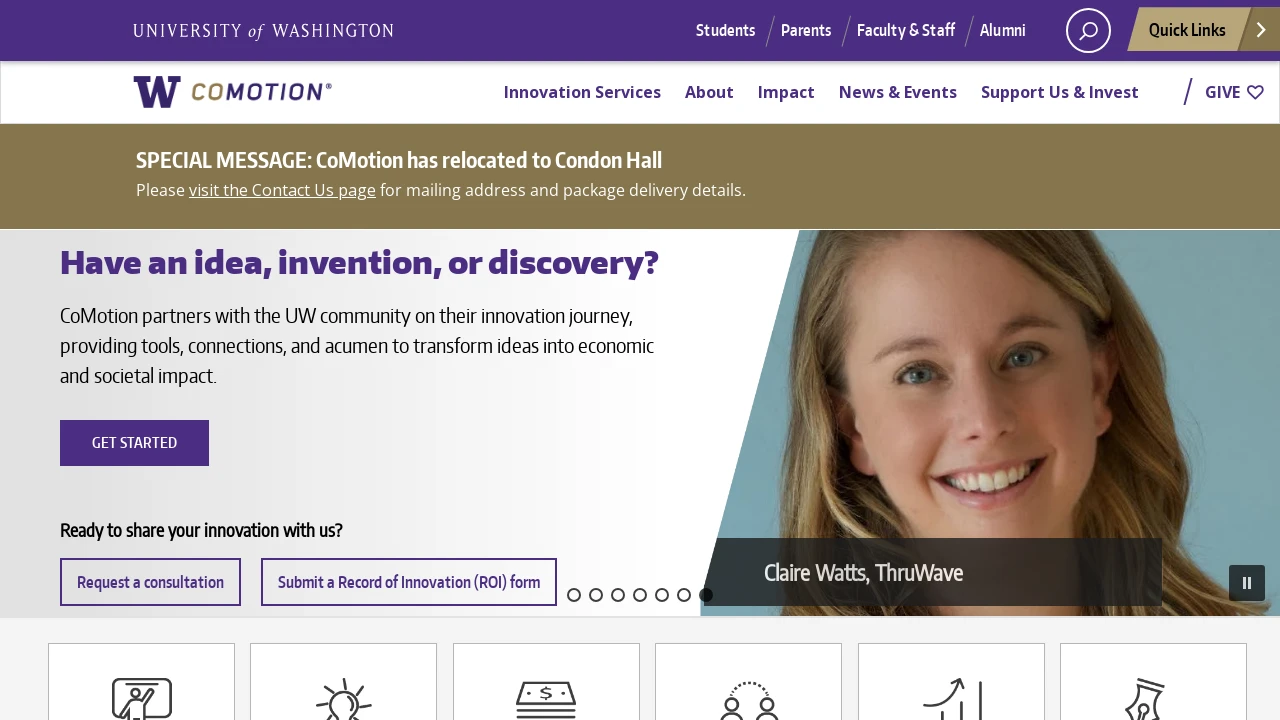 UNIVERSITY of WASHINGTON
Students
Parents
Faculty & Staff
Alumni
Quick Links
W COMOTION®
Innovation Services
About
Impact
News & Events
Support Us & Invest
GIVE
SPECIAL MESSAGE: CoMotion has relocated to Condon Hall
Please visit the Contact Us page for mailing address and package delivery details.
Have an idea, invention, or discovery?
CoMotion partners with the UW community on their innovation journey,
providing tools, connections, and acumen to transform ideas into economic
and societal impact.
GET STARTED
Ready to share your innovation with us?
Request a consultation
Submit a Record of Innovation (ROI) form
Claire Watts, ThruWave
$